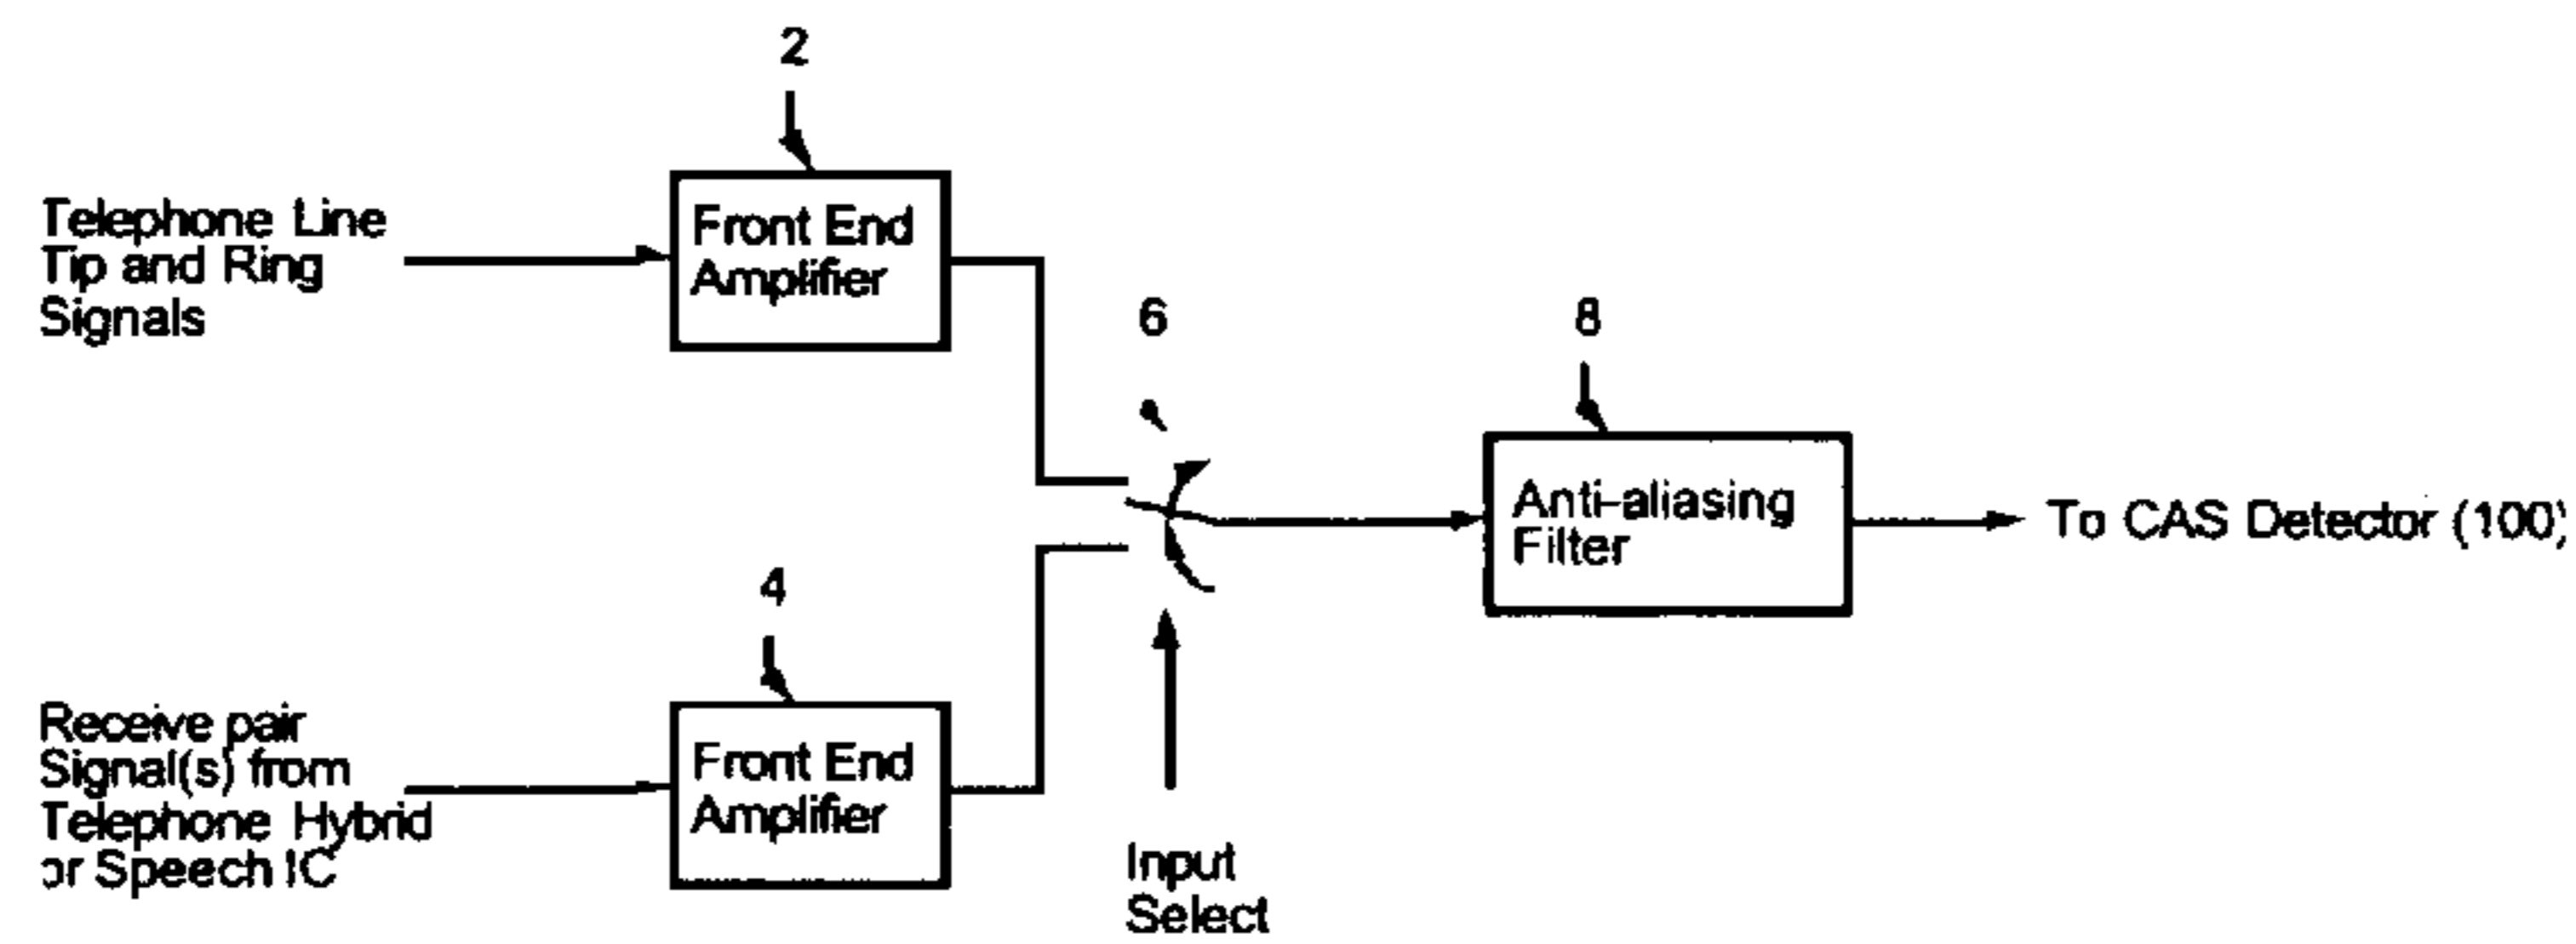 2
Telephone Line
Tip and Ring
Signals
Front End
Amplifier
6
8
Anti-aliasing
Filter
To CAS Detector (100)
4
Receive pair
Signal(s) from
Telephone Hybrid
or Speech IC
Front End
Amplifier
Input
Select